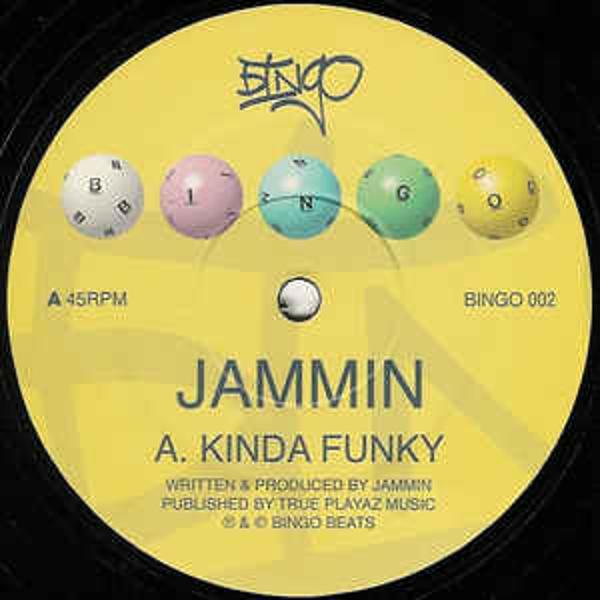 BINGO
B I N G O
A 45RPM BINGO 002
JAMMIN
A. KINDA FUNKY
WRITTEN & PRODUCED BY JAMMIN
PUBLISHED BY TRUE PLAYAZ MUSIC
℗ & © BINGO BEATS